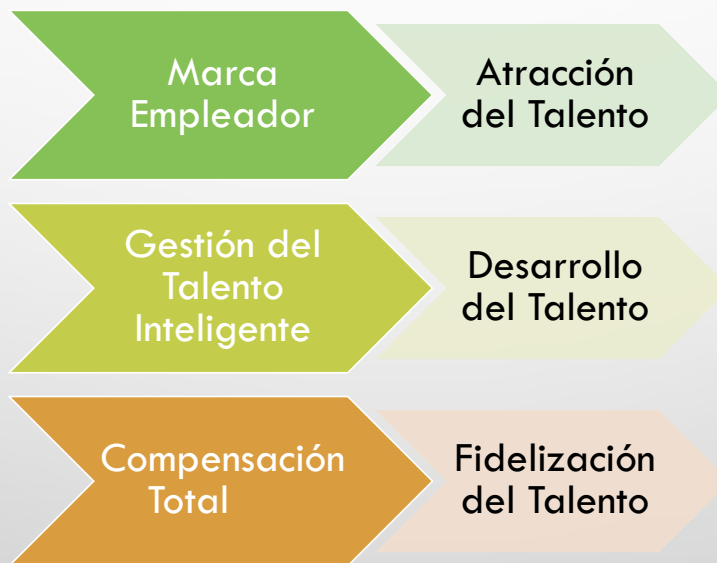 Marca
Empleador
Atracción
del Talento
Gestión del
Talento
Inteligente
Desarrollo
del Talento
Compensación
Total
Fidelización
del Talento